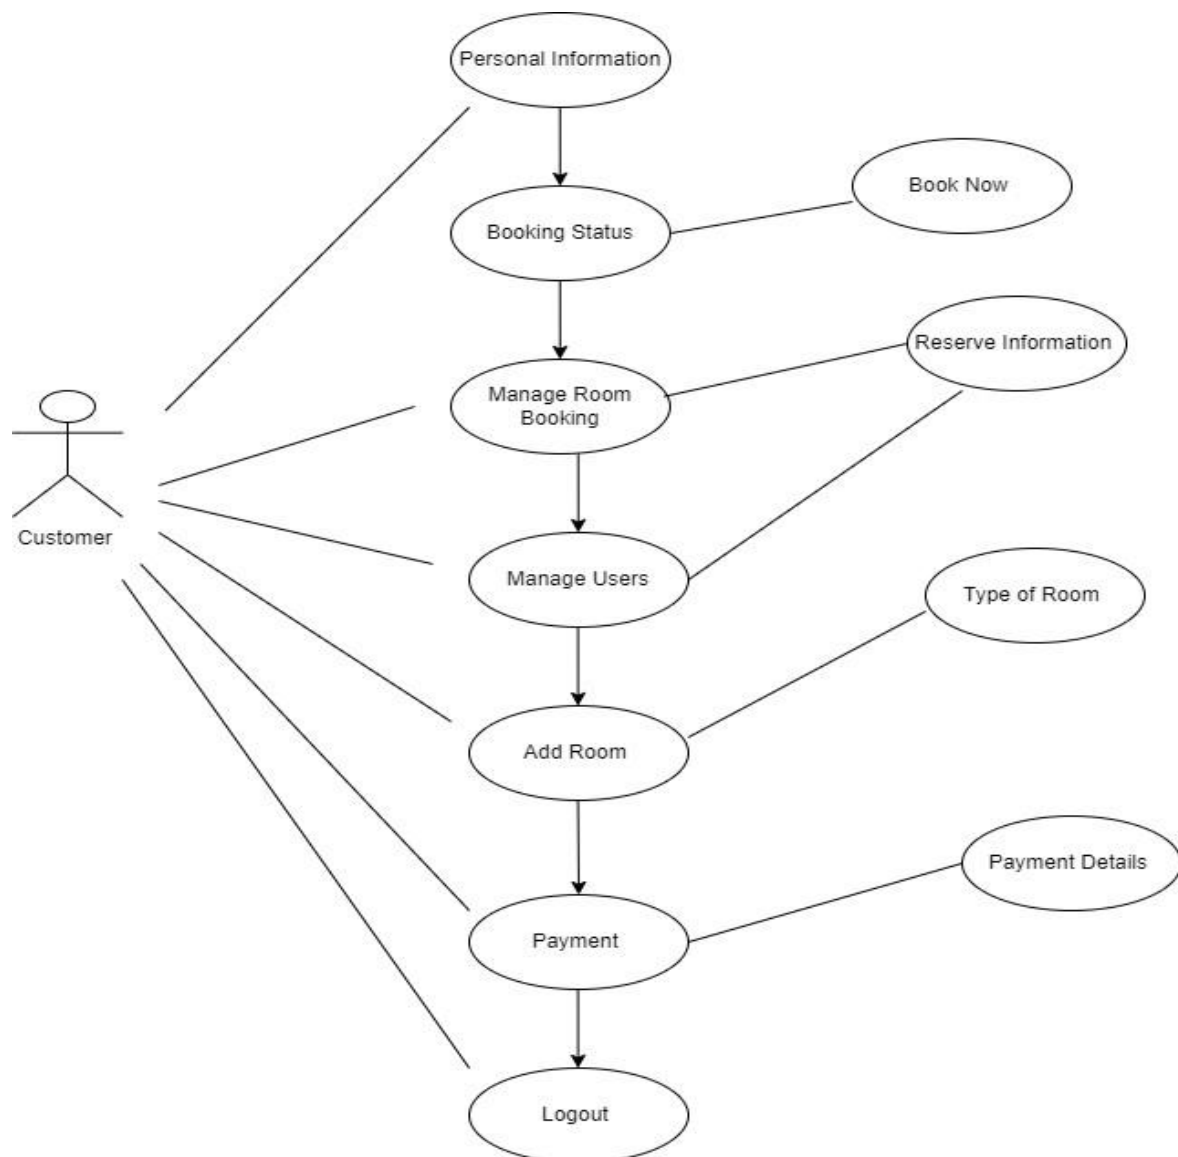 Personal Information
Book Now
Booking Status
Reserve Information
Manage Room
Booking
Customer
Manage Users
Type of Room
Add Room
Payment Details
Payment
Logout